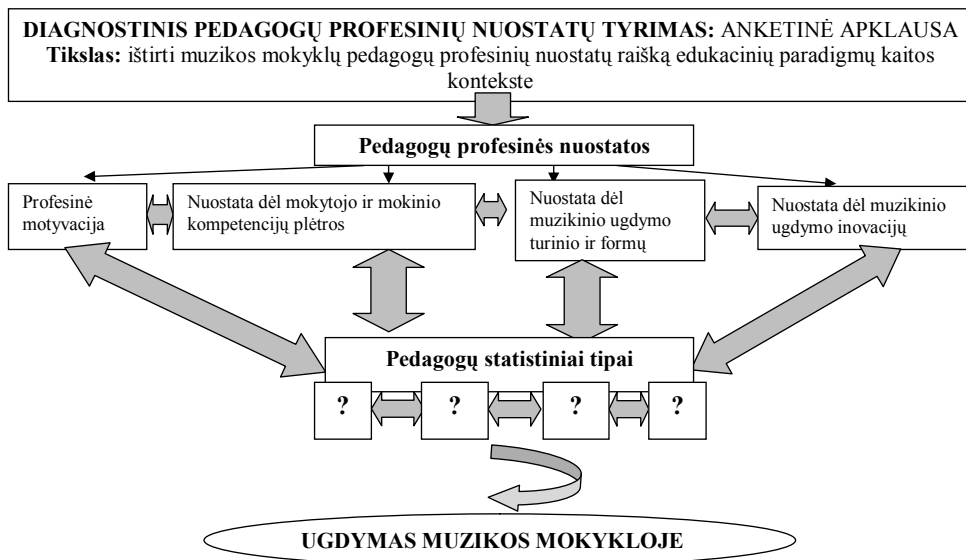 DIAGNOSTINIS PEDAGOGŲ PROFESINIŲ NUOSTATŲ TYRIMAS: ANKETINĖ APKLAUSA
Tikslas: ištirti muzikos mokyklų pedagogų profesinių nuostatų raišką edukacinių paradigmų kaitos
kontekste
Pedagogų profesinės nuostatos
Profesinė
motyvacija
Nuostata dėl mokytojo ir mokinio
kompetencijų plėtros
Nuostata dėl
muzikinio ugdymo
turinio ir formų
Nuostata dėl muzikinio
ugdymo inovacijų
Pedagogų statistiniai tipai
? ? ? ?
UGDYMAS MUZIKOS MOKYKLOJE